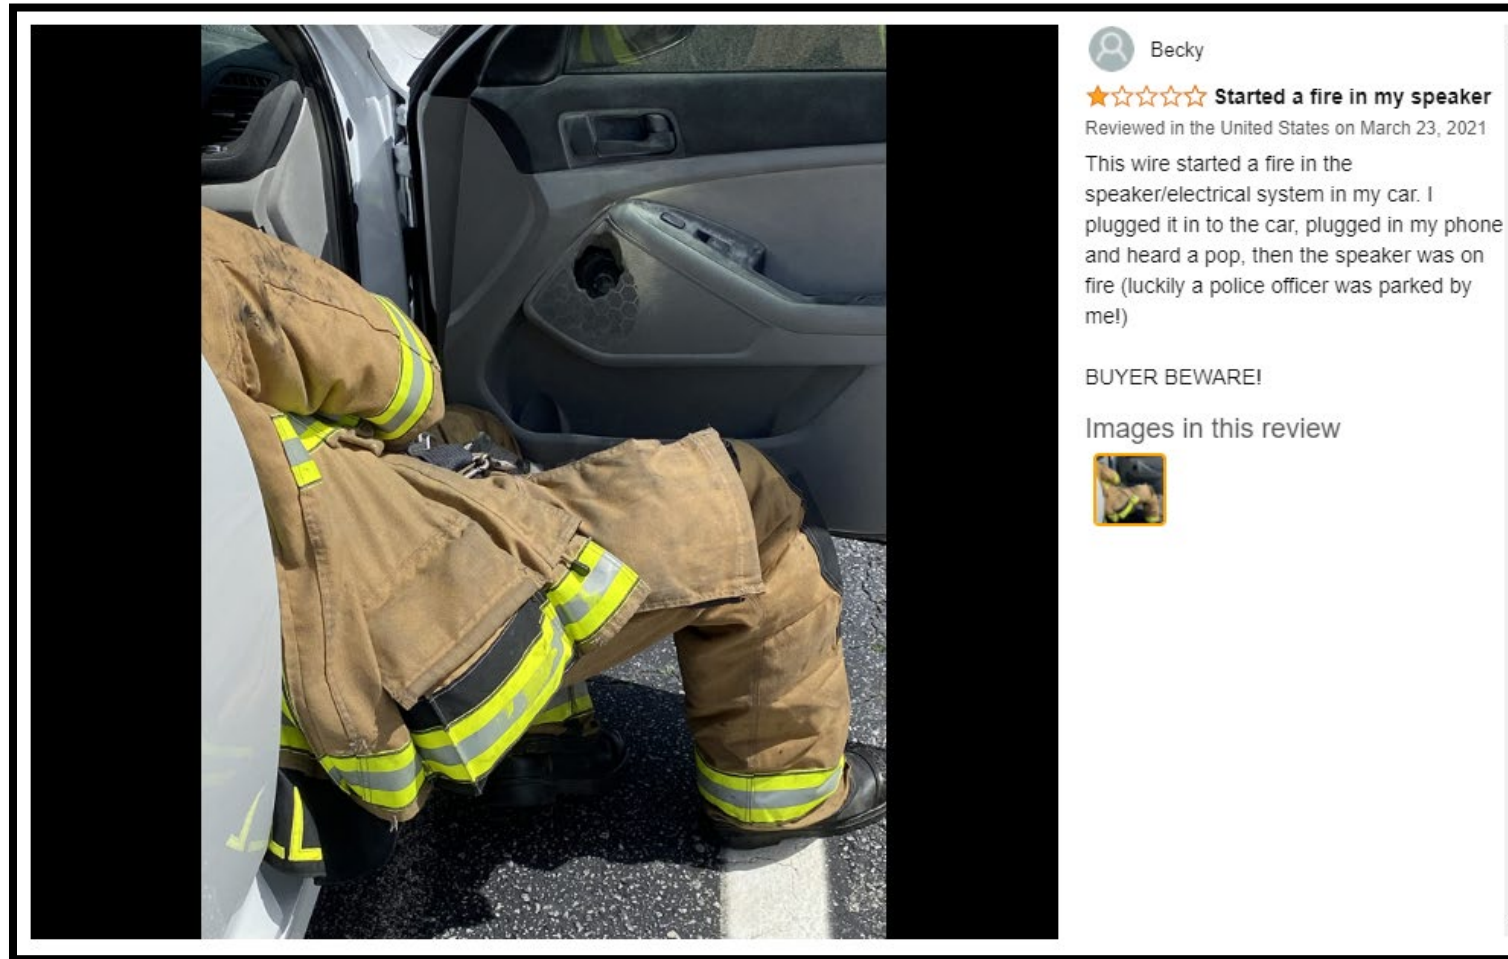 Becky
Started a fire in my speaker
Reviewed in the United States on March 23, 2021
This wire started a fire in the
speaker/electrical system in my car. I
plugged it in to the car, plugged in my phone
and heard a pop, then the speaker was on
fire (luckily a police officer was parked by
me!)
BUYER BEWARE!
Images in this review